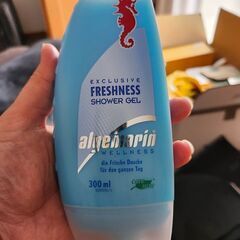 EXCLUSIVE
FRESHNESS
SHOWER GEL
algemarin
WELLNESS
die Frische Dusche
für den ganzen Tag
300 ml